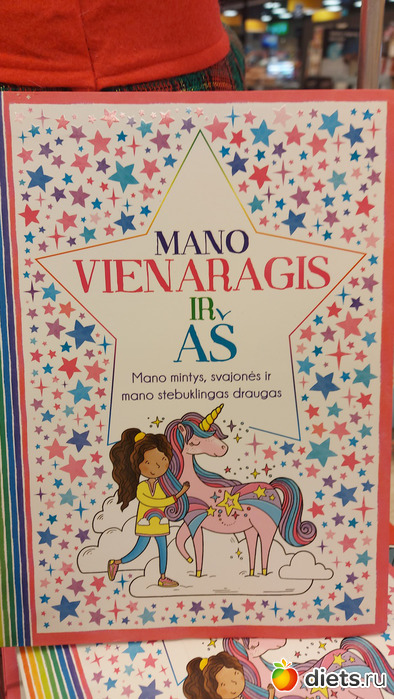 MANO
VIENARAGIS
IR
AŠ
Mano mintys, svajonės ir
mano stebuklingas draugas
diets.ru